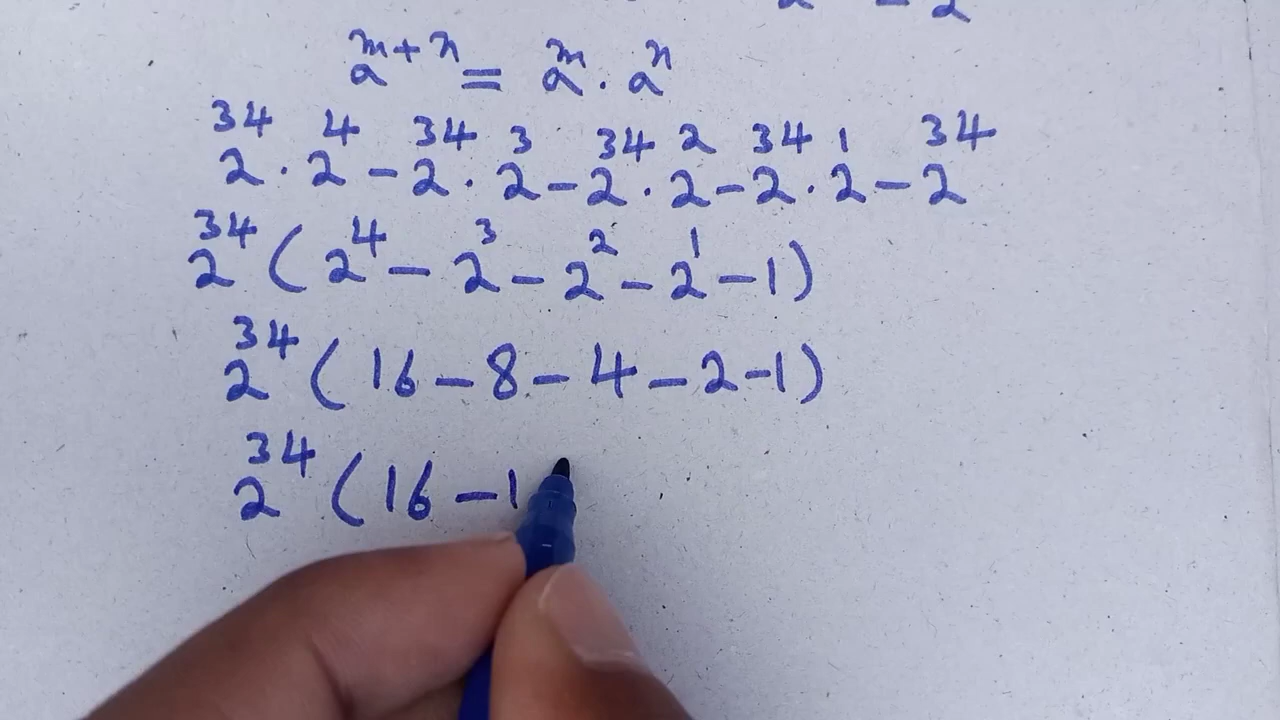 2 - 2
a^{m+n} = a^m . a^n
2^{34} . 2^4 - 2^{34} . 2^3 - 2^{34} . 2^2 - 2^{34} . 2^1 - 2^{34}
2^{34} ( 2^4 - 2^3 - 2^2 - 2^1 - 1 )
2^{34} ( 16 - 8 - 4 - 2 - 1 )
2^{34} ( 16 - 1